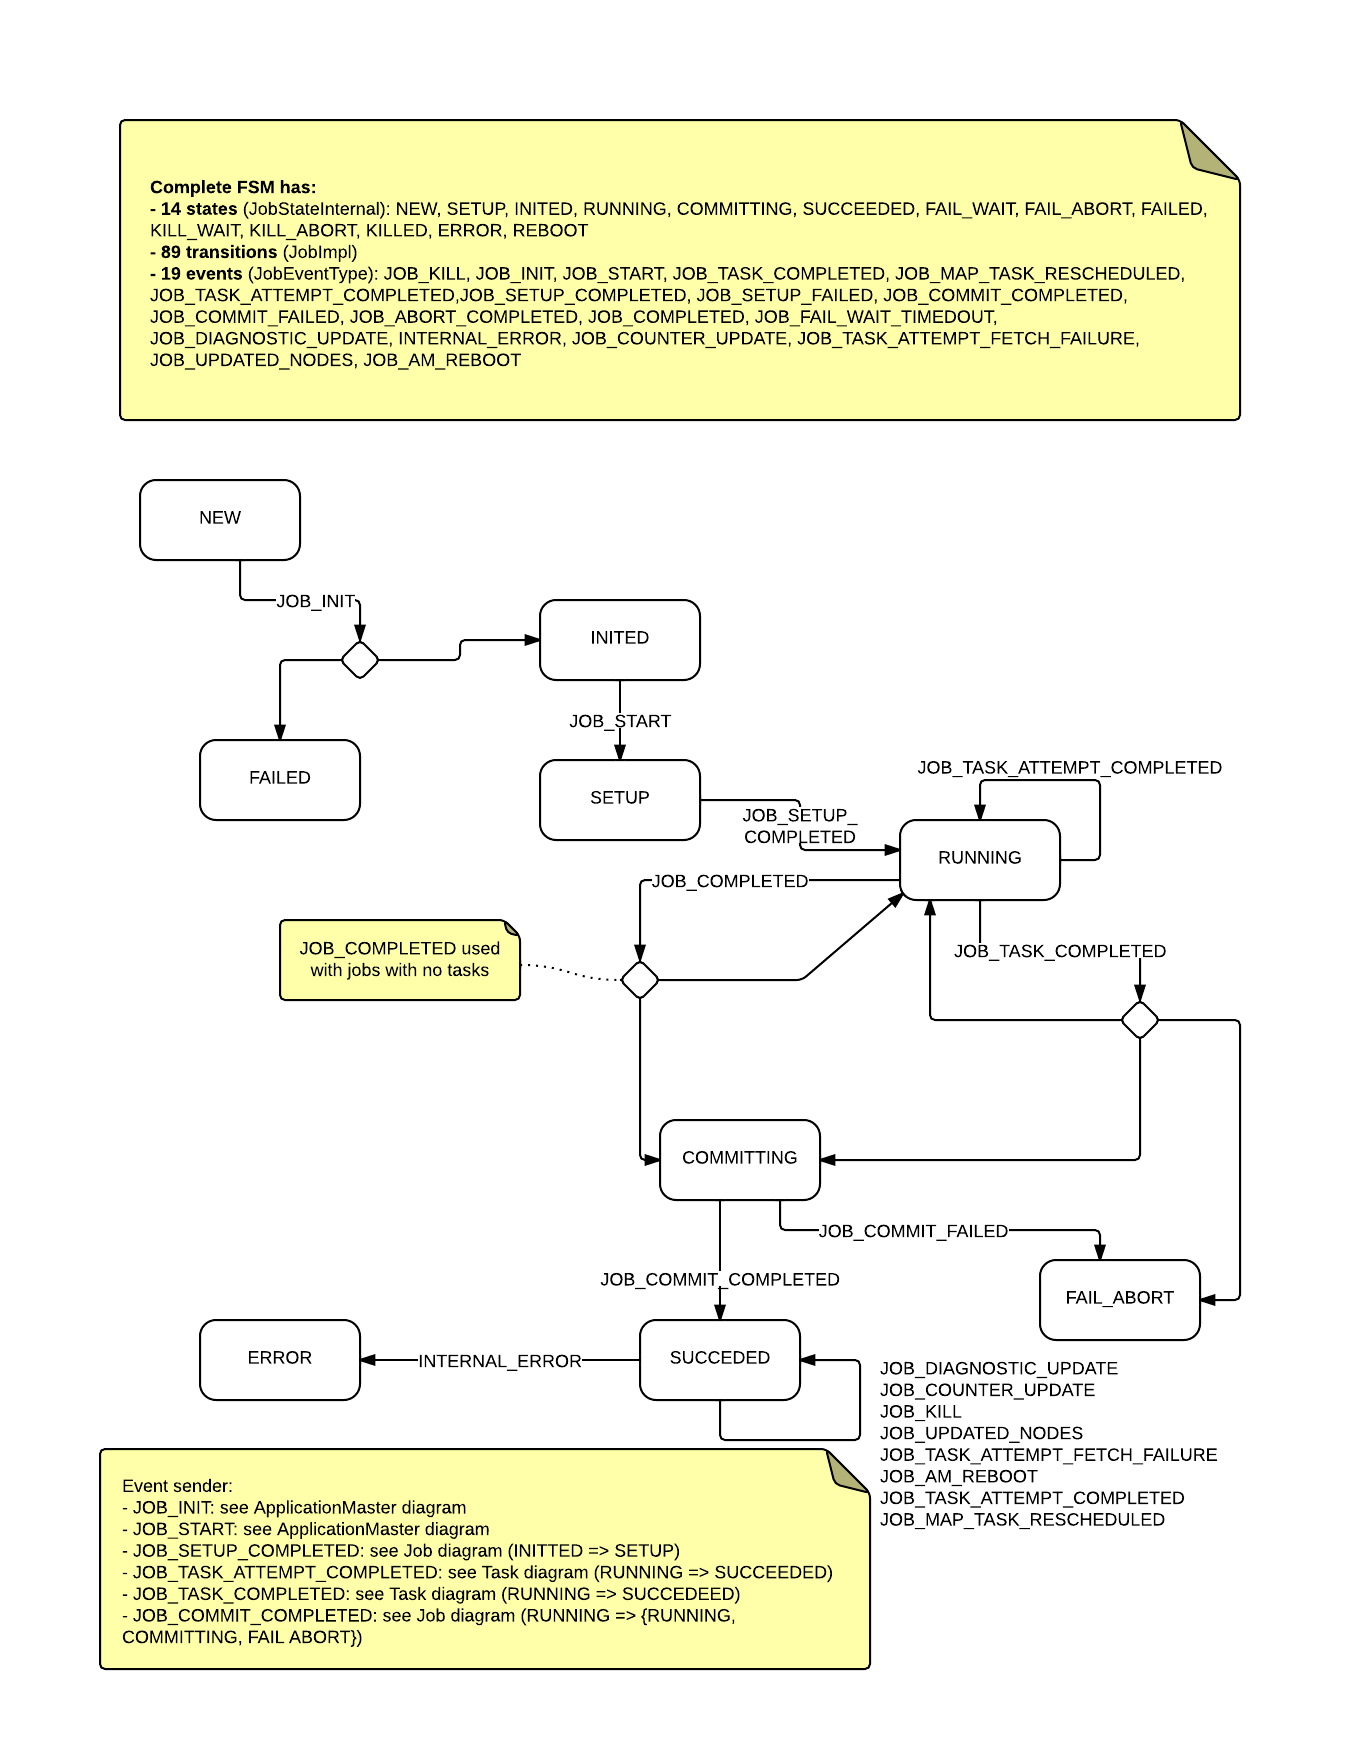 Complete FSM has:
- 14 states (JobStateInternal): NEW, SETUP, INITED, RUNNING, COMMITTING, SUCCEEDED, FAIL_WAIT, FAIL_ABORT, FAILED,
KILL_WAIT, KILL_ABORT, KILLED, ERROR, REBOOT
- 89 transitions (JobImpl)
- 19 events (JobEventType): JOB_KILL, JOB_INIT, JOB_START, JOB_TASK_COMPLETED, JOB_MAP_TASK_RESCHEDULED,
JOB_TASK_ATTEMPT_COMPLETED,JOB_SETUP_COMPLETED, JOB_SETUP_FAILED, JOB_COMMIT_COMPLETED,
JOB_COMMIT_FAILED, JOB_ABORT_COMPLETED, JOB_COMPLETED, JOB_FAIL_WAIT_TIMEDOUT,
JOB_DIAGNOSTIC_UPDATE, INTERNAL_ERROR, JOB_COUNTER_UPDATE, JOB_TASK_ATTEMPT_FETCH_FAILURE,
JOB_UPDATED_NODES, JOB_AM_REBOOT
NEW
JOB_INIT
INITED
JOB_START
FAILED
SETUP
JOB_TASK_ATTEMPT_COMPLETED
JOB_SETUP_
COMPLETED
RUNNING
JOB_COMPLETED
JOB_COMPLETED used
with jobs with no tasks
JOB_TASK_COMPLETED
COMMITTING
JOB_COMMIT_FAILED
JOB_COMMIT_COMPLETED
FAIL_ABORT
ERROR
INTERNAL_ERROR
SUCCEDED
JOB_DIAGNOSTIC_UPDATE
JOB_COUNTER_UPDATE
JOB_KILL
JOB_UPDATED_NODES
JOB_TASK_ATTEMPT_FETCH_FAILURE
JOB_AM_REBOOT
JOB_TASK_ATTEMPT_COMPLETED
JOB_MAP_TASK_RESCHEDULED
Event sender:
- JOB_INIT: see ApplicationMaster diagram
- JOB_START: see ApplicationMaster diagram
- JOB_SETUP_COMPLETED: see Job diagram (INITTED => SETUP)
- JOB_TASK_ATTEMPT_COMPLETED: see Task diagram (RUNNING => SUCCEEDED)
- JOB_TASK_COMPLETED: see Task diagram (RUNNING => SUCCEDEED)
- JOB_COMMIT_COMPLETED: see Job diagram (RUNNING => {RUNNING,
COMMITTING, FAIL ABORT})